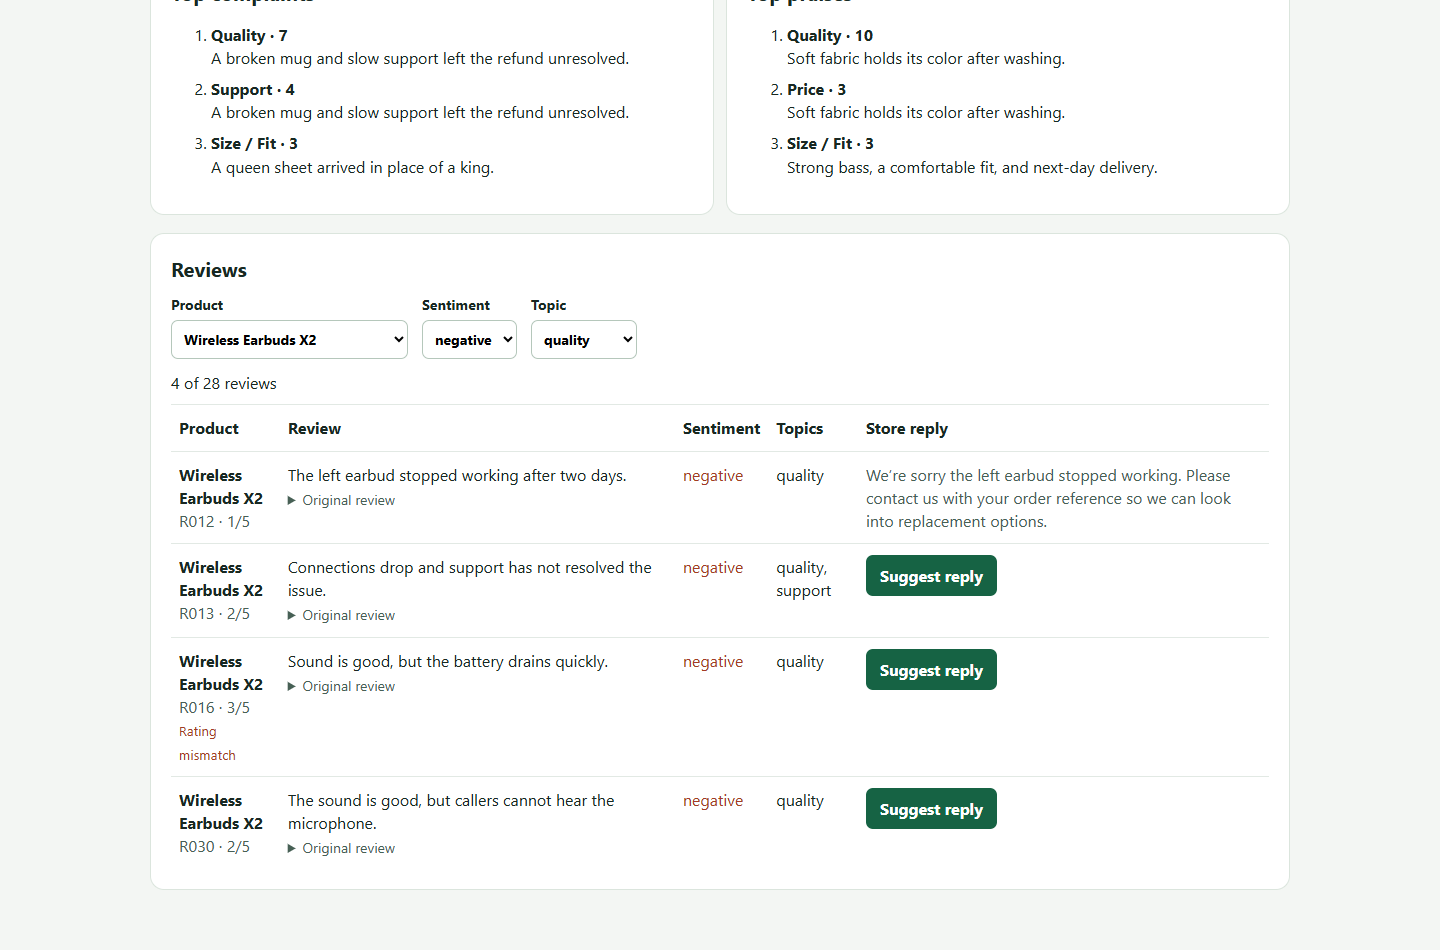 1. Quality · 7
A broken mug and slow support left the refund unresolved.
2. Support · 4
A broken mug and slow support left the refund unresolved.
3. Size / Fit · 3
A queen sheet arrived in place of a king.
1. Quality · 10
Soft fabric holds its color after washing.
2. Price · 3
Soft fabric holds its color after washing.
3. Size / Fit · 3
Strong bass, a comfortable fit, and next-day delivery.
Reviews
Product Sentiment Topic
Wireless Earbuds X2 negative quality
4 of 28 reviews
Product Review Sentiment Topics Store reply
Wireless
Earbuds X2
R012 · 1/5
The left earbud stopped working after two days.
▶ Original review
negative
quality
We're sorry the left earbud stopped working. Please
contact us with your order reference so we can look
into replacement options.
Wireless
Earbuds X2
R013 · 2/5
Connections drop and support has not resolved the
issue.
▶ Original review
negative
quality,
support
Suggest reply
Wireless
Earbuds X2
R016 · 3/5
Rating
mismatch
Sound is good, but the battery drains quickly.
▶ Original review
negative
quality
Suggest reply
Wireless
Earbuds X2
R030 · 2/5
The sound is good, but callers cannot hear the
microphone.
▶ Original review
negative
quality
Suggest reply